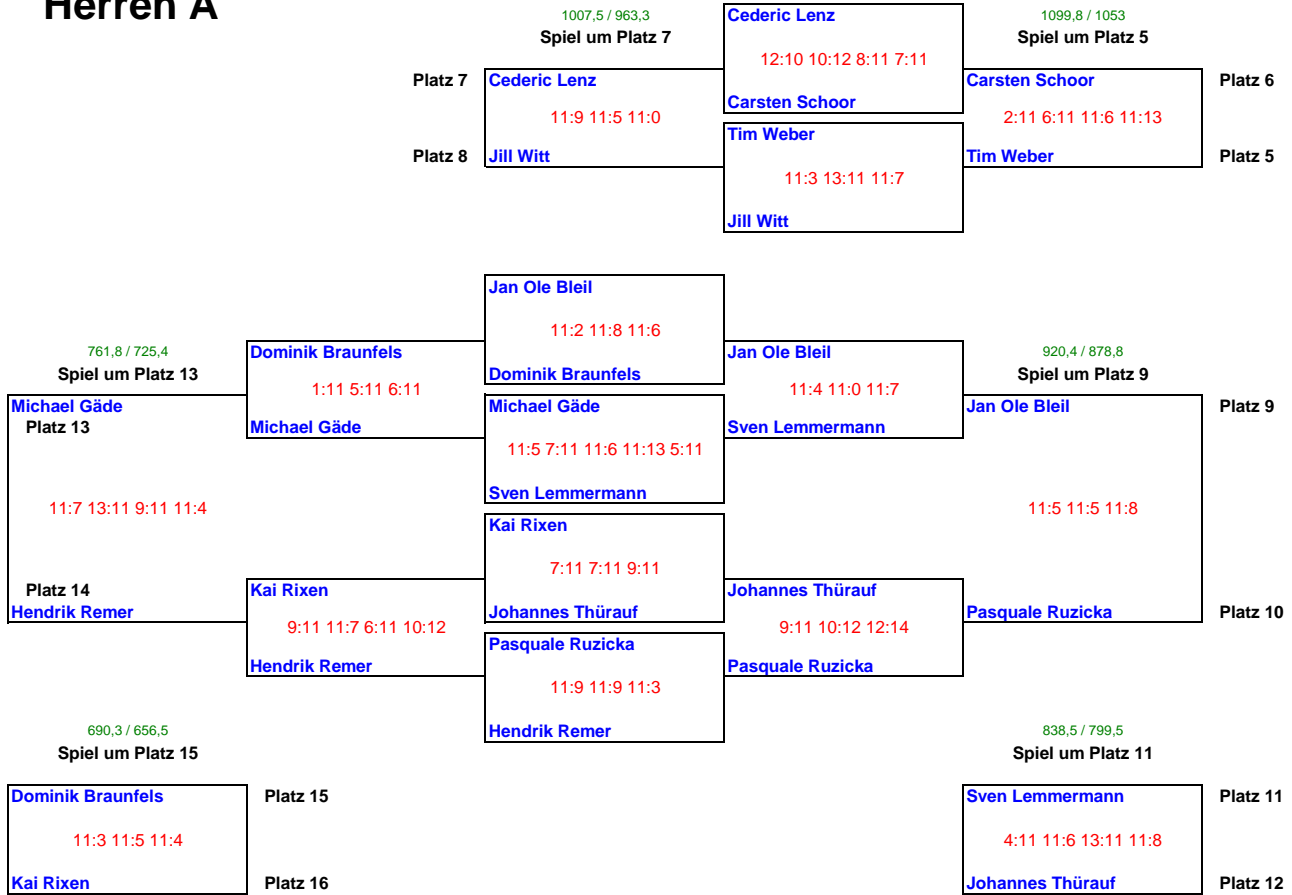 Herren A
1007,5 / 963,3
Cederic Lenz
1099,8 / 1053
Spiel um Platz 7
Spiel um Platz 5
12:10 10:12 8:11 7:11
Platz 7
Cederic Lenz
Carsten Schoor
Platz 6
Carsten Schoor
11:9 11:5 11:0
2:11 6:11 11:6 11:13
Tim Weber
Platz 8
Jill Witt
Tim Weber
Platz 5
11:3 13:11 11:7
Jill Witt
Jan Ole Bleil
11:2 11:8 11:6
761,8 / 725,4
Dominik Braunfels
Jan Ole Bleil
920,4 / 878,8
Spiel um Platz 13
Dominik Braunfels
Spiel um Platz 9
1:11 5:11 6:11
11:4 11:0 11:7
Michael Gäde
Michael Gäde
Jan Ole Bleil
Platz 9
Platz 13
Michael Gäde
Sven Lemmermann
11:5 7:11 11:6 11:13 5:11
Sven Lemmermann
11:7 13:11 9:11 11:4
11:5 11:5 11:8
Kai Rixen
7:11 7:11 9:11
Platz 14
Kai Rixen
Johannes Thürauf
Hendrik Remer
Johannes Thürauf
Pasquale Ruzicka
Platz 10
9:11 11:7 6:11 10:12
9:11 10:12 12:14
Pasquale Ruzicka
Hendrik Remer
Pasquale Ruzicka
11:9 11:9 11:3
690,3 / 656,5
Hendrik Remer
838,5 / 799,5
Spiel um Platz 15
Spiel um Platz 11
Dominik Braunfels
Platz 15
Sven Lemmermann
Platz 11
11:3 11:5 11:4
4:11 11:6 13:11 11:8
Kai Rixen
Platz 16
Johannes Thürauf
Platz 12